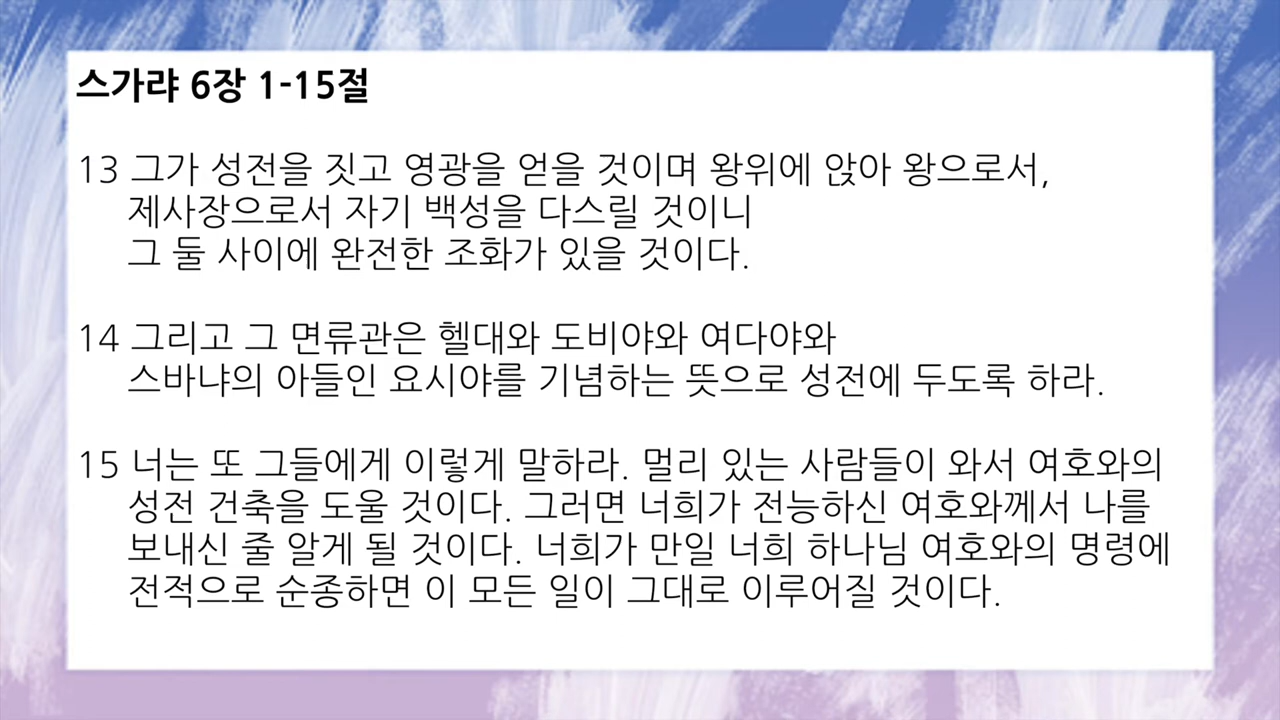 스가랴 6장 1-15절
13 그가 성전을 짓고 영광을 얻을 것이며 왕위에 앉아 왕으로서,
제사장으로서 자기 백성을 다스릴 것이니
그 둘 사이에 완전한 조화가 있을 것이다.
14 그리고 그 면류관은 헬대와 도비야와 여다야와
스바냐의 아들인 요시야를 기념하는 뜻으로 성전에 두도록 하라.
15 너는 또 그들에게 이렇게 말하라. 멀리 있는 사람들이 와서 여호와의
성전 건축을 도울 것이다. 그러면 너희가 전능하신 여호와께서 나를
보내신 줄 알게 될 것이다. 너희가 만일 너희 하나님 여호와의 명령에
전적으로 순종하면 이 모든 일이 그대로 이루어질 것이다.